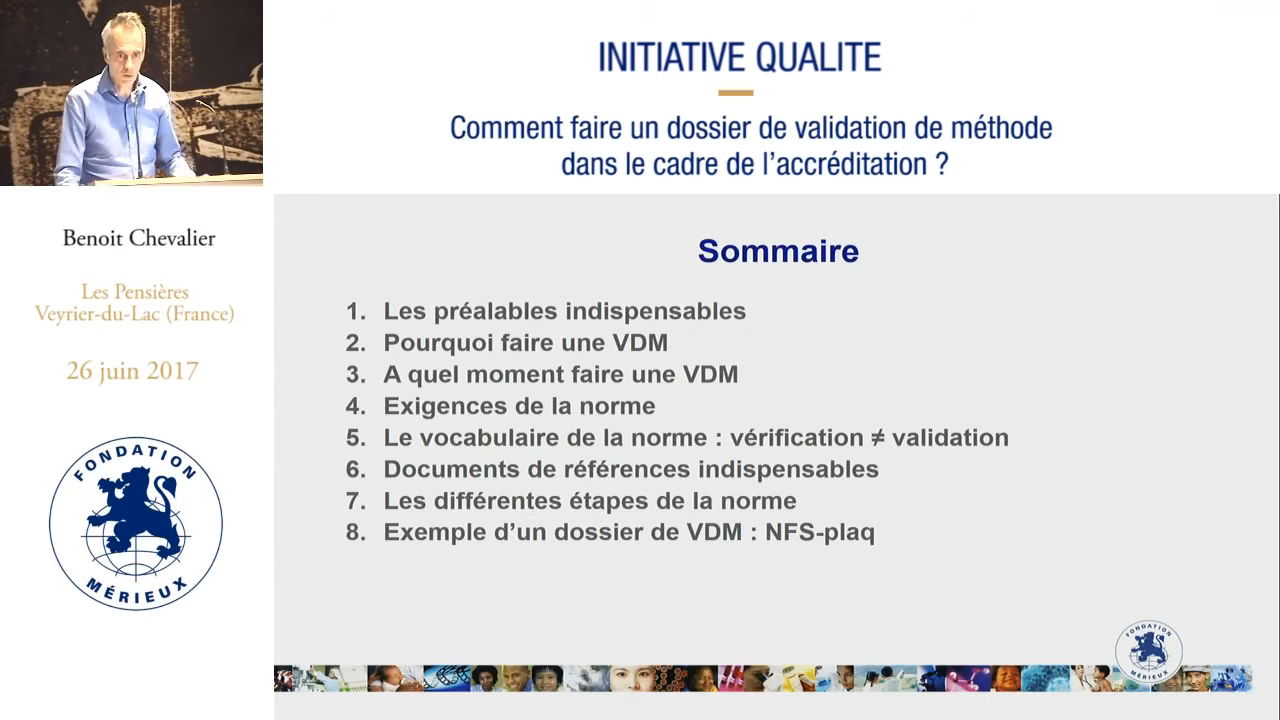 INITIATIVE QUALITE
Comment faire un dossier de validation de méthode
dans le cadre de l'accréditation ?
Benoit Chevalier
Les Pensières
Veyrier-du-Lac (France)
26 juin 2017
FONDATION
MÉRIEUX
Sommaire
1. Les préalables indispensables
2. Pourquoi faire une VDM
3. A quel moment faire une VDM
4. Exigences de la norme
5. Le vocabulaire de la norme : vérification ≠ validation
6. Documents de références indispensables
7. Les différentes étapes de la norme
8. Exemple d'un dossier de VDM : NFS-plaq
FONDATION
MÉRIEUX